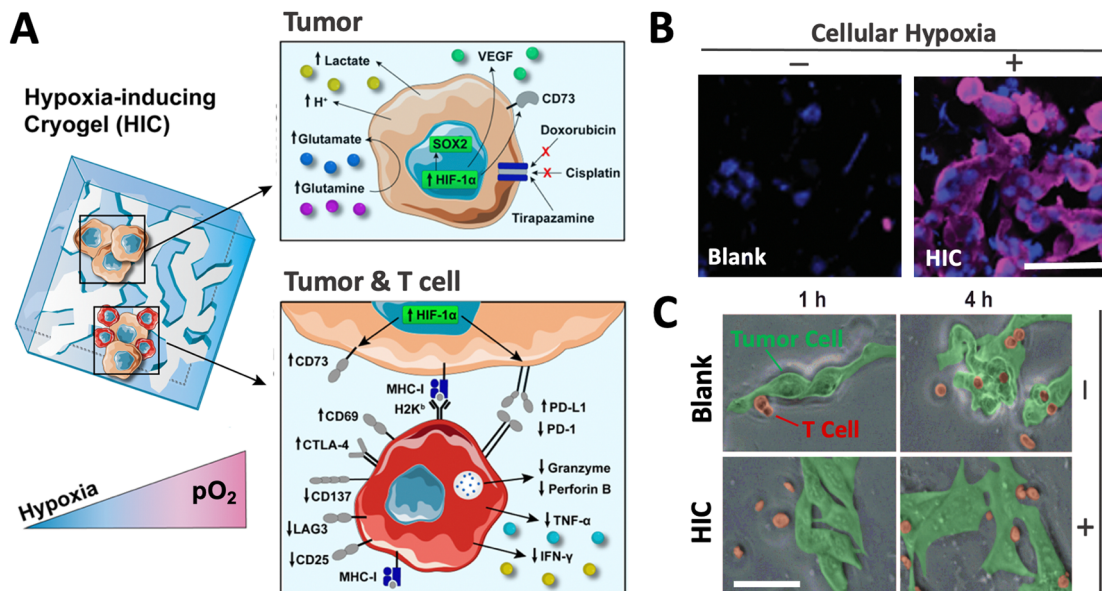 A
Hypoxia-inducing
Cryogel (HIC)
Hypoxia
pO2
Tumor
↑ Lactate
VEGF
↑ H+
CD73
↑ Glutamate
SOX2
Doxorubicin
X
↑ HIF-1α
X
Cisplatin
↑ Glutamine
Tirapazamine
Tumor & T cell
↑ HIF-1α
↑ CD73
MHC-I
H2Kb
↑ PD-L1
↓ PD-1
↑ CD69
↑ CTLA-4
↓ Granzyme
↓ Perforin B
↓ CD137
↓ TNF-α
↓ LAG3
↓ IFN-γ
↓ CD25
MHC-I
B
Cellular Hypoxia
− +
Blank
HIC
C
1 h 4 h
Blank
Tumor Cell
T Cell
−
HIC
+